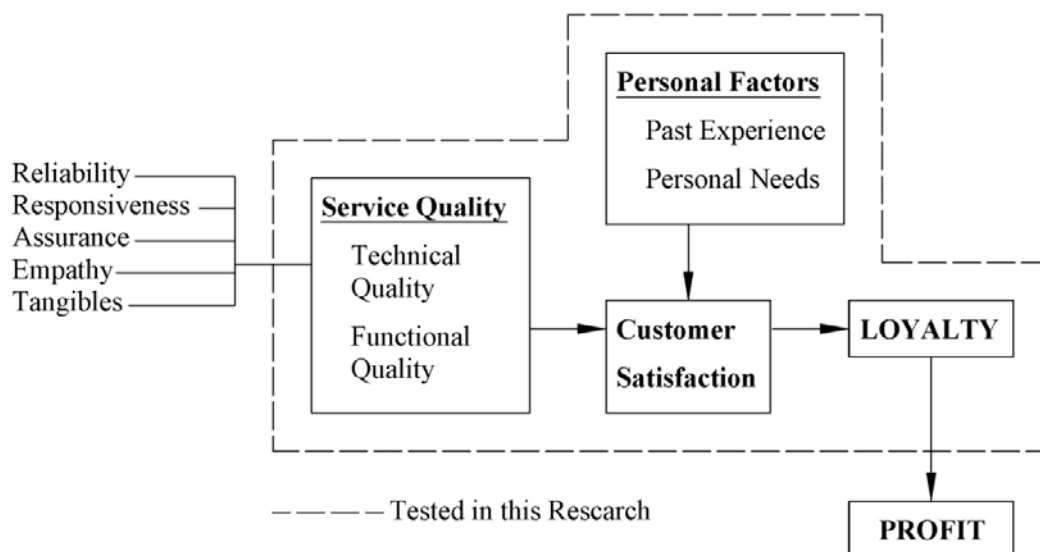 Personal Factors
Past Experience
Personal Needs
Reliability
Responsiveness
Assurance
Empathy
Tangibles
Service Quality
Technical
Quality
Functional
Quality
Customer
Satisfaction
LOYALTY
Tested in this Rescarch
PROFIT